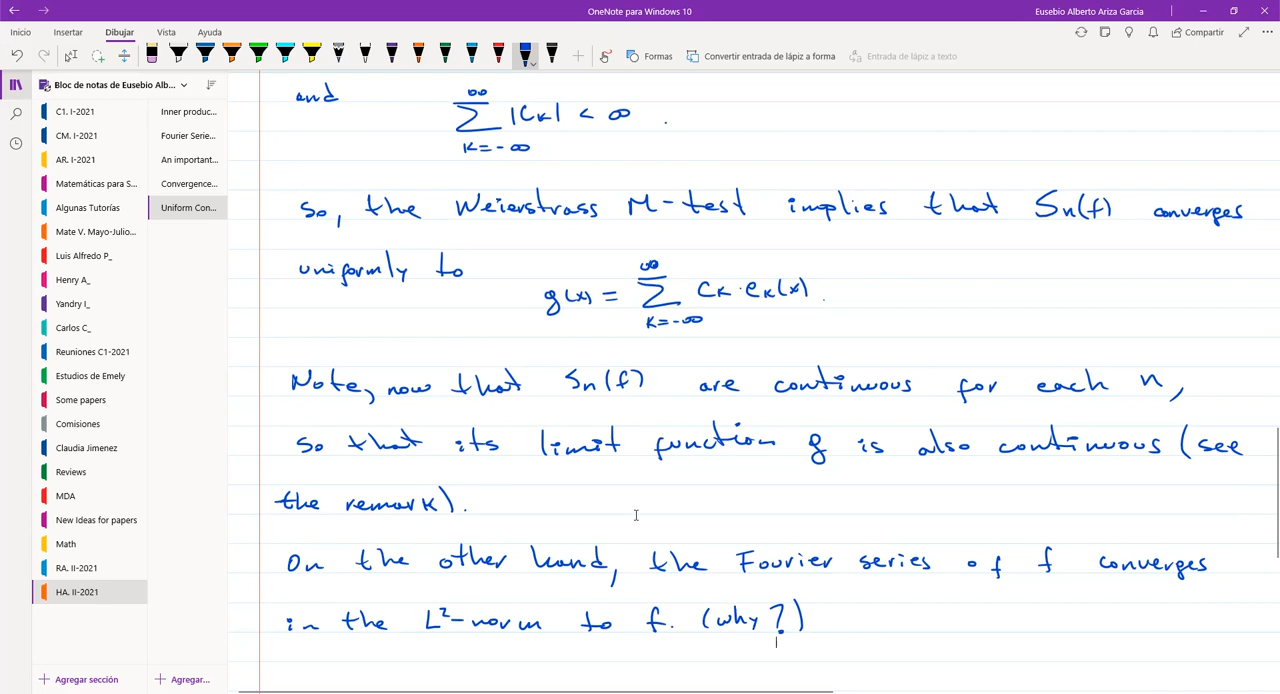 OneNote para Windows 10
Eusebio Alberto Ariza Garcia
Inicio Insertar Dibujar Vista Ayuda
Compartir
Formas Convertir entrada de lápiz a forma Entrada de lápiz a texto
Bloc de notas de Eusebio Alb...
C1. I-2021
CM. I-2021
AR. I-2021
Matemáticas para S...
Algunas Tutorías
Mate V. Mayo-Julio...
Luis Alfredo P_
Henry A_
Yandry I_
Carlos C_
Reuniones C1-2021
Estudios de Emely
Some papers
Comisiones
Claudia Jimenez
Reviews
MDA
New Ideas for papers
Math
RA. II-2021
HA. II-2021
Agregar sección
Inner produc...
Fourier Serie...
An important...
Convergence...
Uniform Con...
Agregar...
and ∑_{k=-∞}^{∞} |Ck| < ∞ .
So, the Weierstrass M-test implies that Sn(f) converges
uniformly to
g(x) = ∑_{k=-∞}^{∞} Ck · ek(x) .
Note, now that Sn(f) are continuous for each n,
so that its limit function g is also continuous (see
the remark).
On the other hand, the Fourier series of f converges
in the L²-norm to f. (why?)